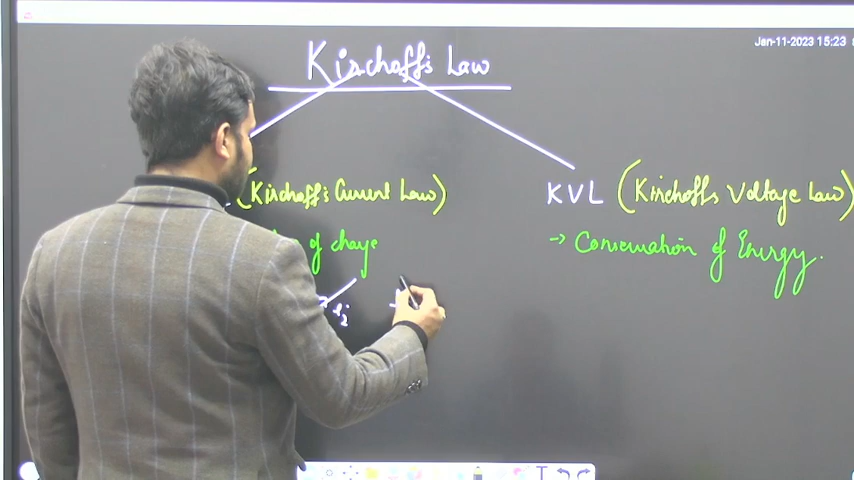 Jan-11-2023 15:23
Kirchoff's Law
(Kirchoff's Current Law)
KVL (Kirchoff's Voltage Law)
of charge
-> Conservation of Energy.
i2
T